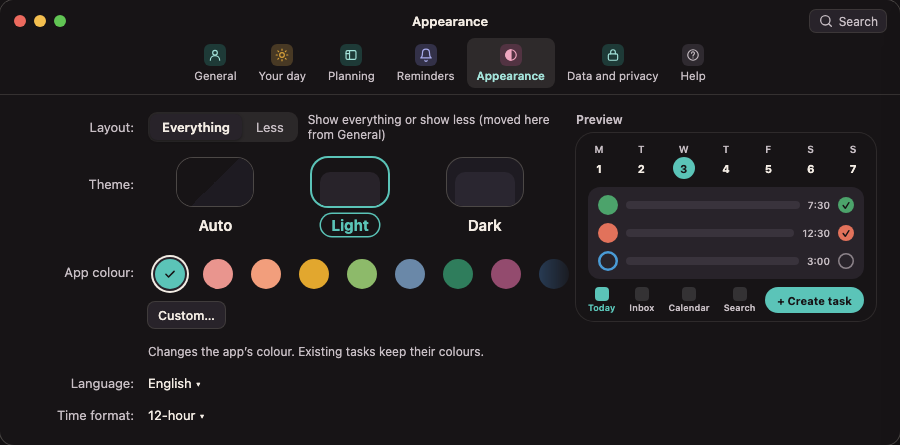 Appearance
Search
General
Your day
Planning
Reminders
Appearance
Data and privacy
Help
Layout:
Everything
Less
Show everything or show less (moved here
from General)
Theme:
Auto
Light
Dark
App colour:
Custom...
Changes the app's colour. Existing tasks keep their colours.
Language:
English
Time format:
12-hour
Preview
M T W T F S S
1 2 3 4 5 6 7
7:30
12:30
3:00
Today
Inbox
Calendar
Search
+ Create task